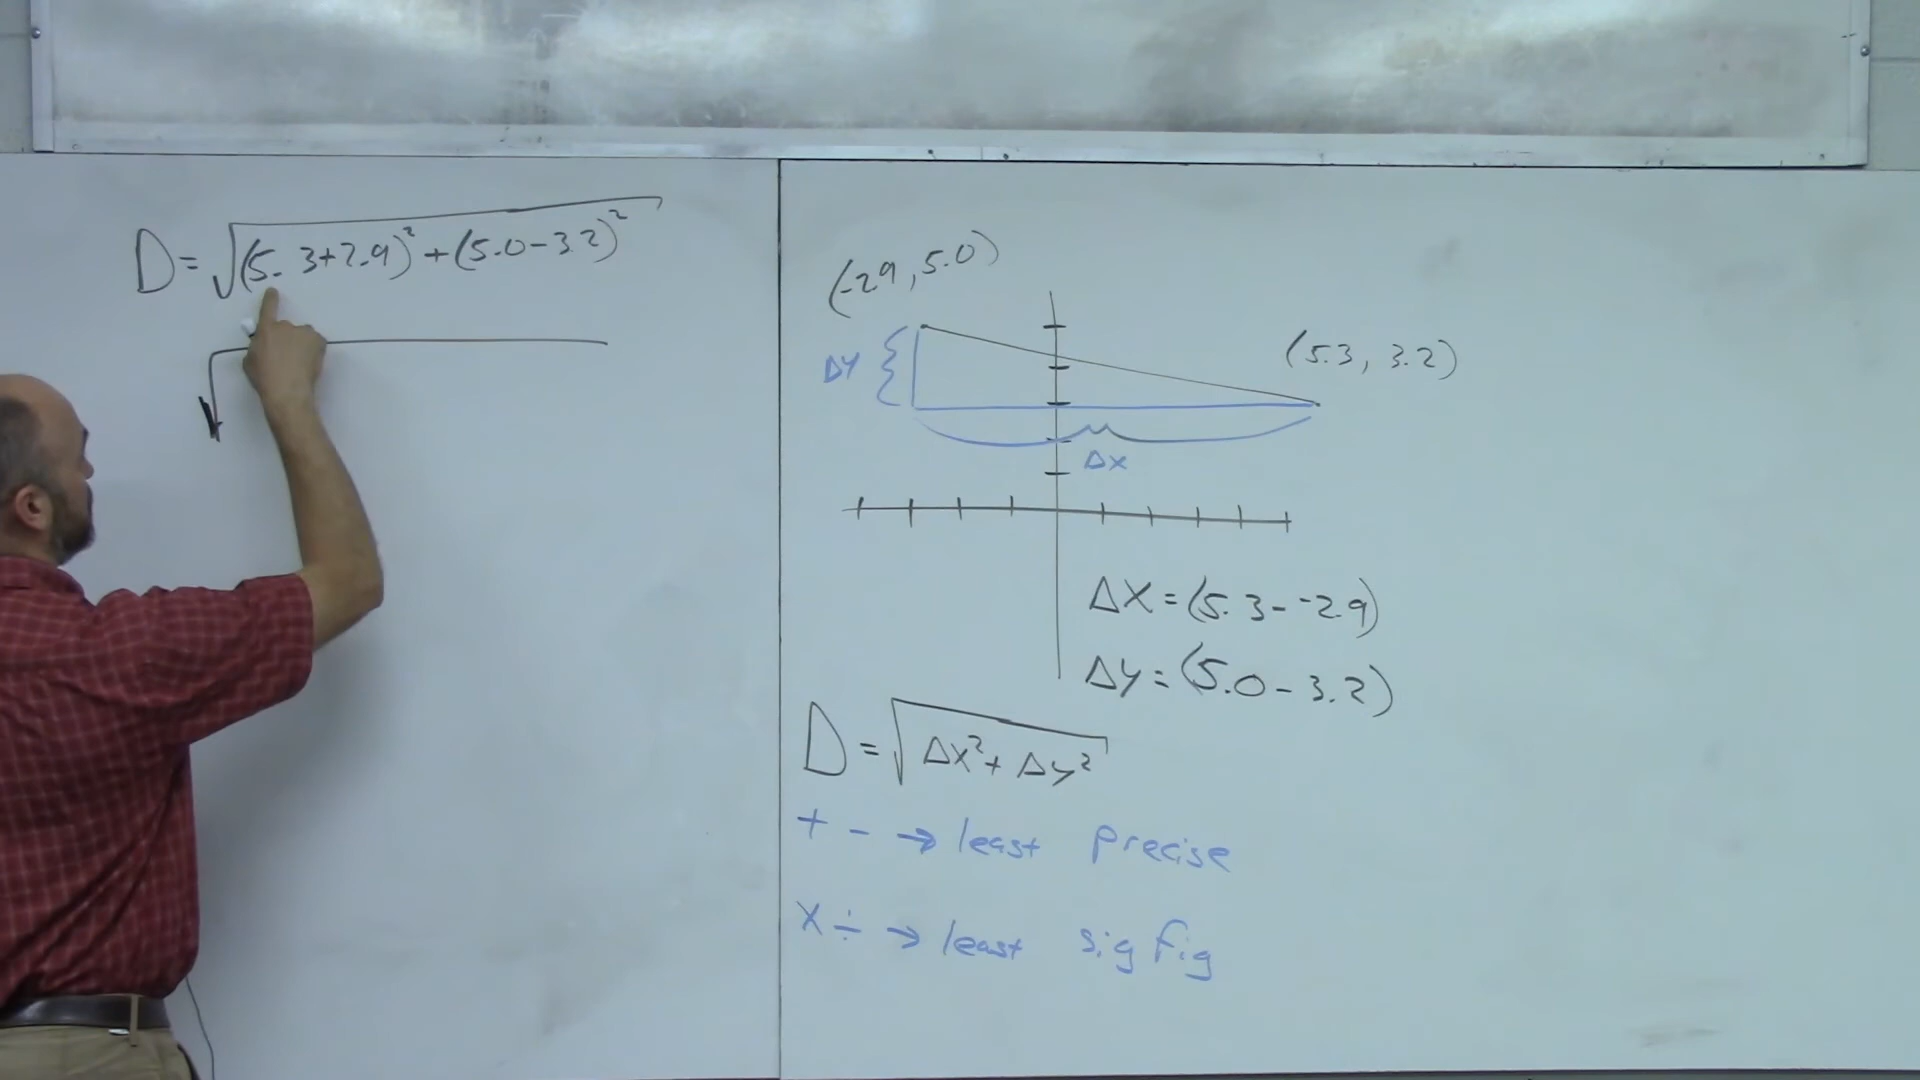 D = √(5.3+2.9)² + (5.0-3.2)²
(-2.9, 5.0)
(5.3, 3.2)
ΔY
ΔX
ΔX = (5.3 - -2.9)
ΔY = (5.0 - 3.2)
D = √ΔX² + ΔY²
+ - → least precise
X ÷ → least sig fig